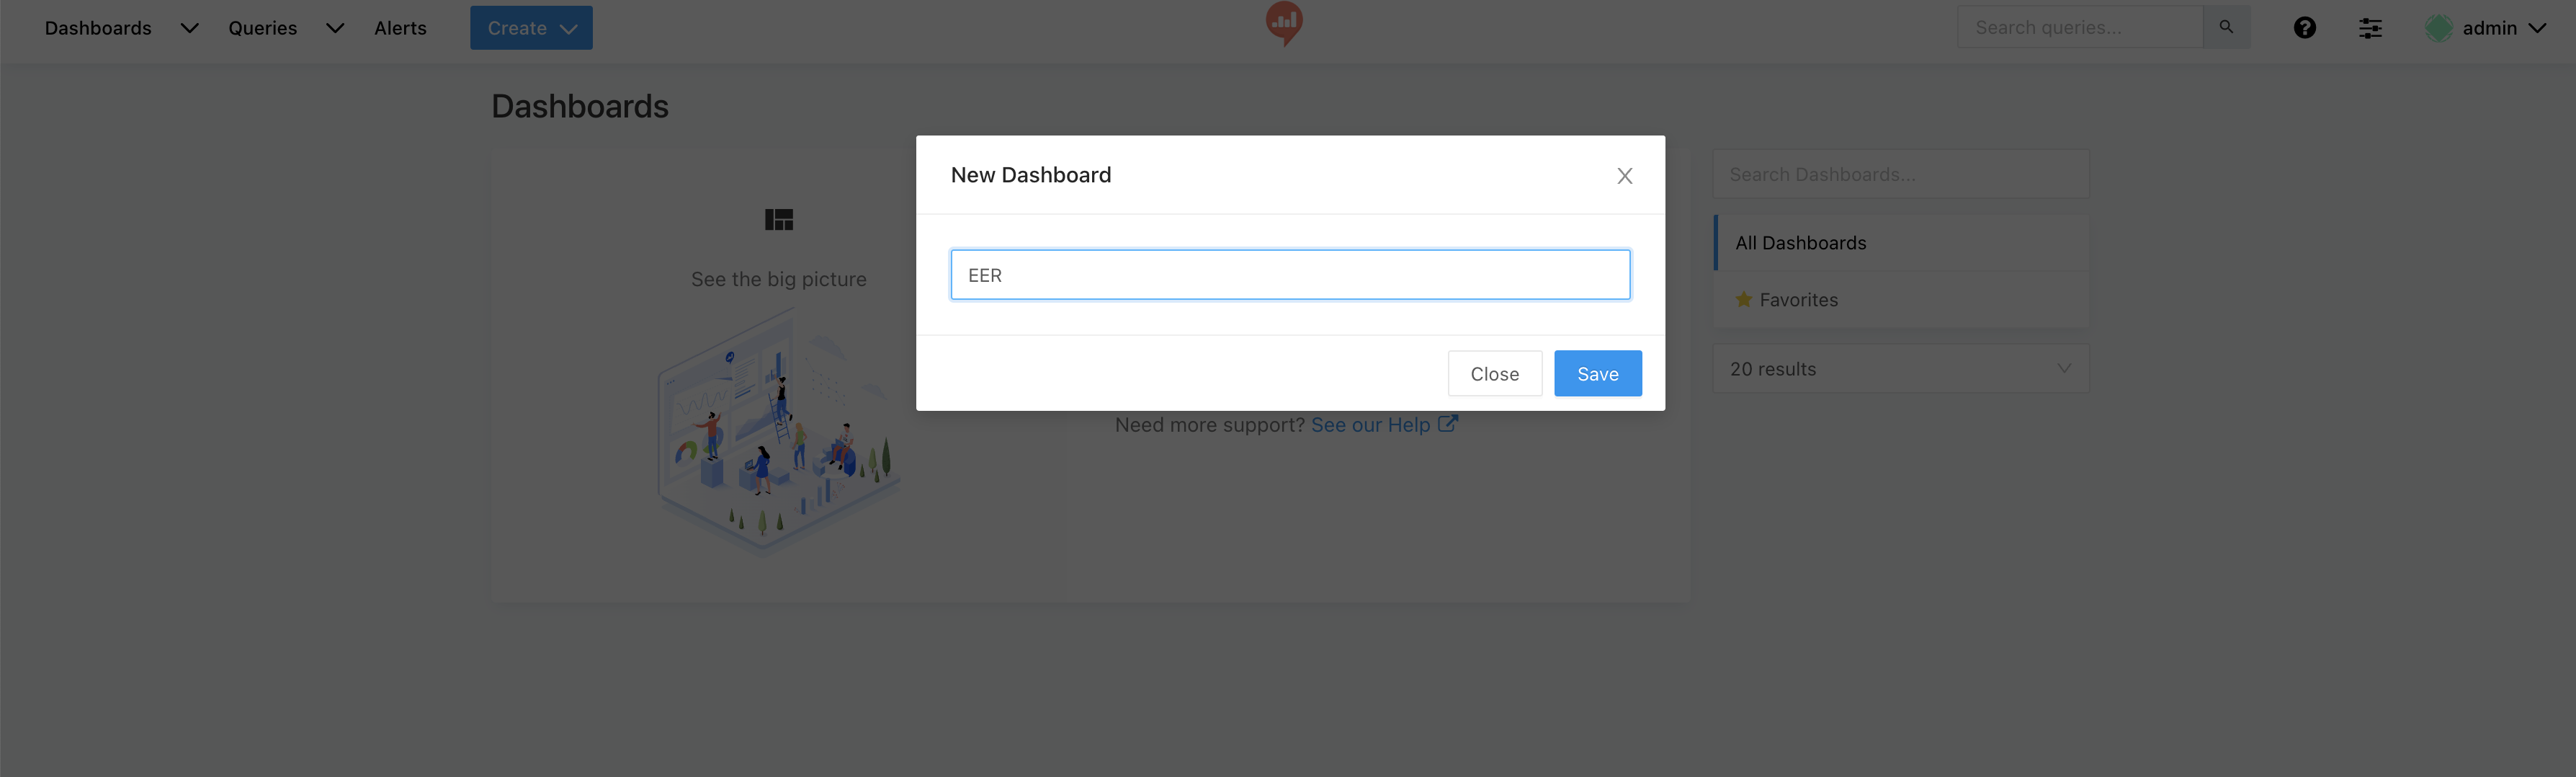 Dashboards Queries Alerts Create Search queries... admin
Dashboards
New Dashboard
Search Dashboards...
All Dashboards
EER
See the big picture
Favorites
Close Save
20 results
Need more support? See our Help